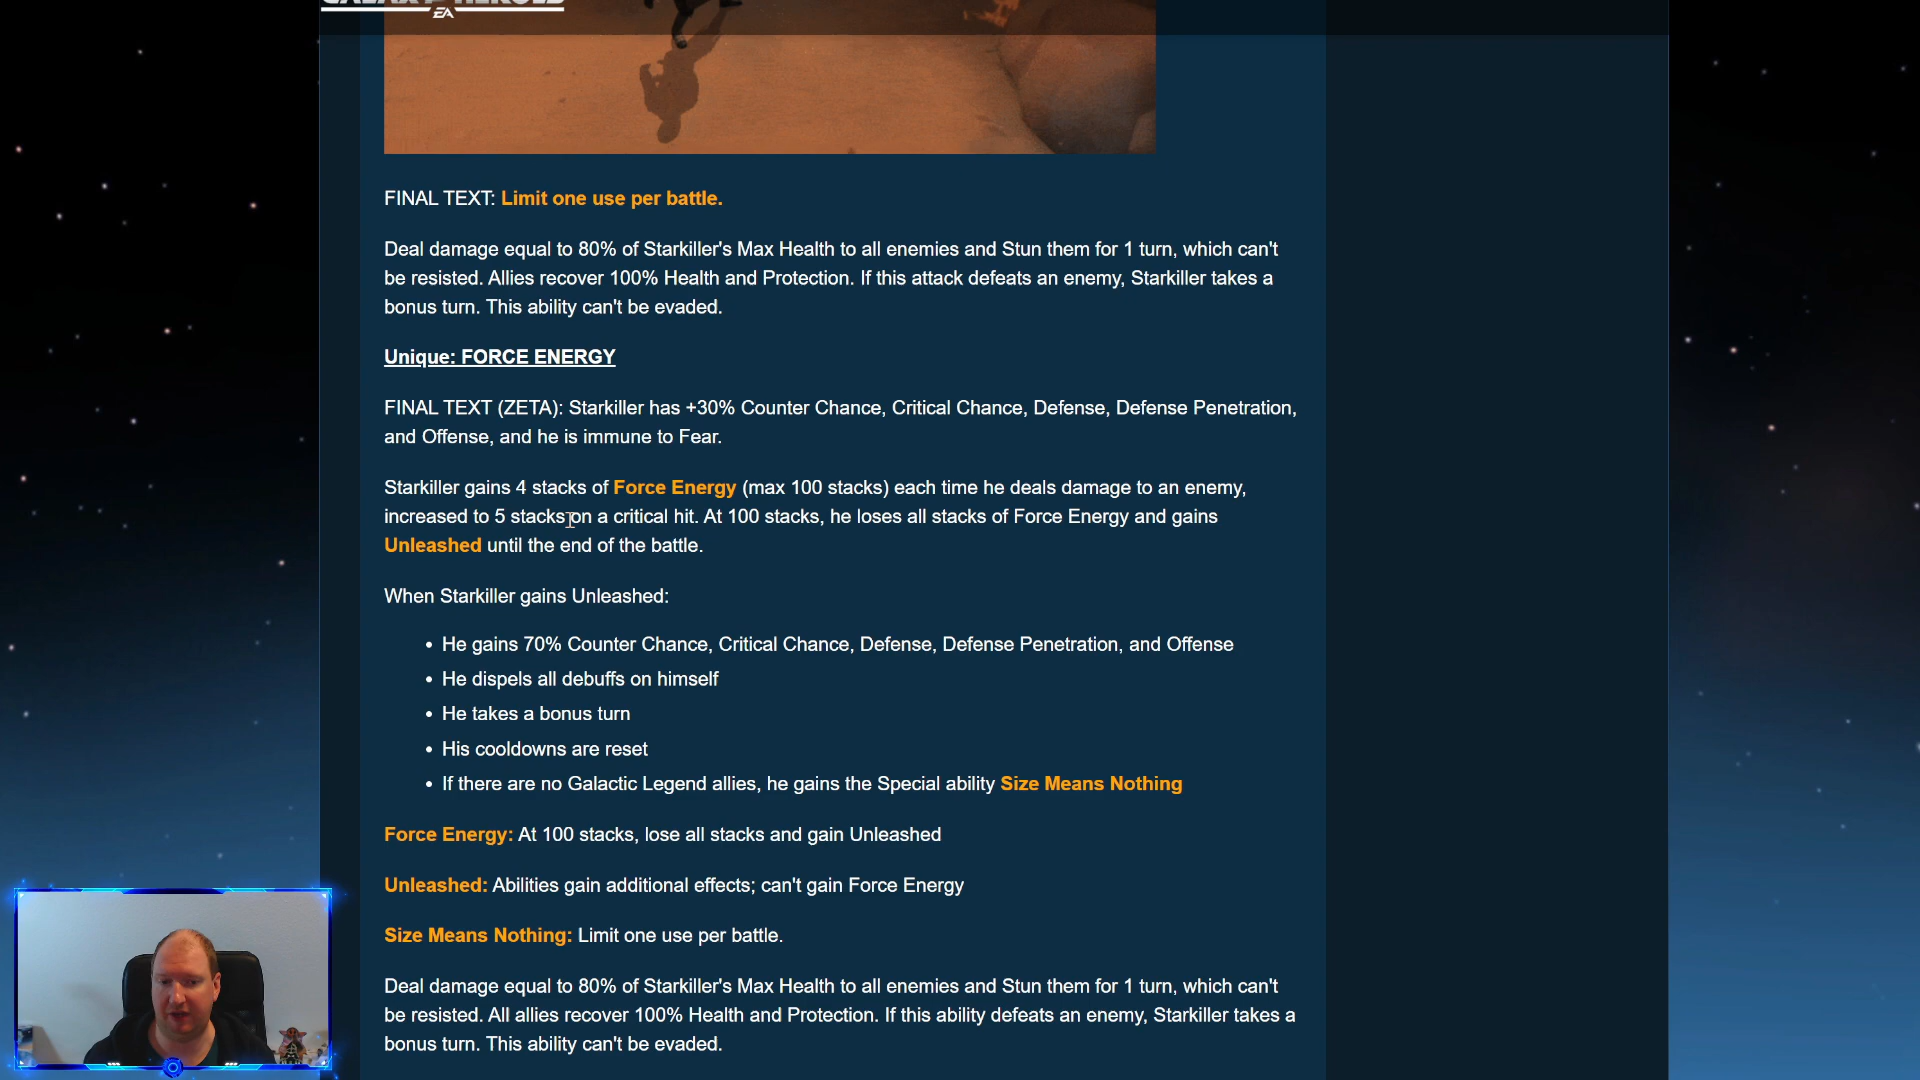 GALAXY HEROES
EA
FINAL TEXT: Limit one use per battle.
Deal damage equal to 80% of Starkiller's Max Health to all enemies and Stun them for 1 turn, which can't
be resisted. Allies recover 100% Health and Protection. If this attack defeats an enemy, Starkiller takes a
bonus turn. This ability can't be evaded.
Unique: FORCE ENERGY
FINAL TEXT (ZETA): Starkiller has +30% Counter Chance, Critical Chance, Defense, Defense Penetration,
and Offense, and he is immune to Fear.
Starkiller gains 4 stacks of Force Energy (max 100 stacks) each time he deals damage to an enemy,
increased to 5 stacks on a critical hit. At 100 stacks, he loses all stacks of Force Energy and gains
Unleashed until the end of the battle.
When Starkiller gains Unleashed:
• He gains 70% Counter Chance, Critical Chance, Defense, Defense Penetration, and Offense
• He dispels all debuffs on himself
• He takes a bonus turn
• His cooldowns are reset
• If there are no Galactic Legend allies, he gains the Special ability Size Means Nothing
Force Energy: At 100 stacks, lose all stacks and gain Unleashed
Unleashed: Abilities gain additional effects; can't gain Force Energy
Size Means Nothing: Limit one use per battle.
Deal damage equal to 80% of Starkiller's Max Health to all enemies and Stun them for 1 turn, which can't
be resisted. All allies recover 100% Health and Protection. If this ability defeats an enemy, Starkiller takes a
bonus turn. This ability can't be evaded.